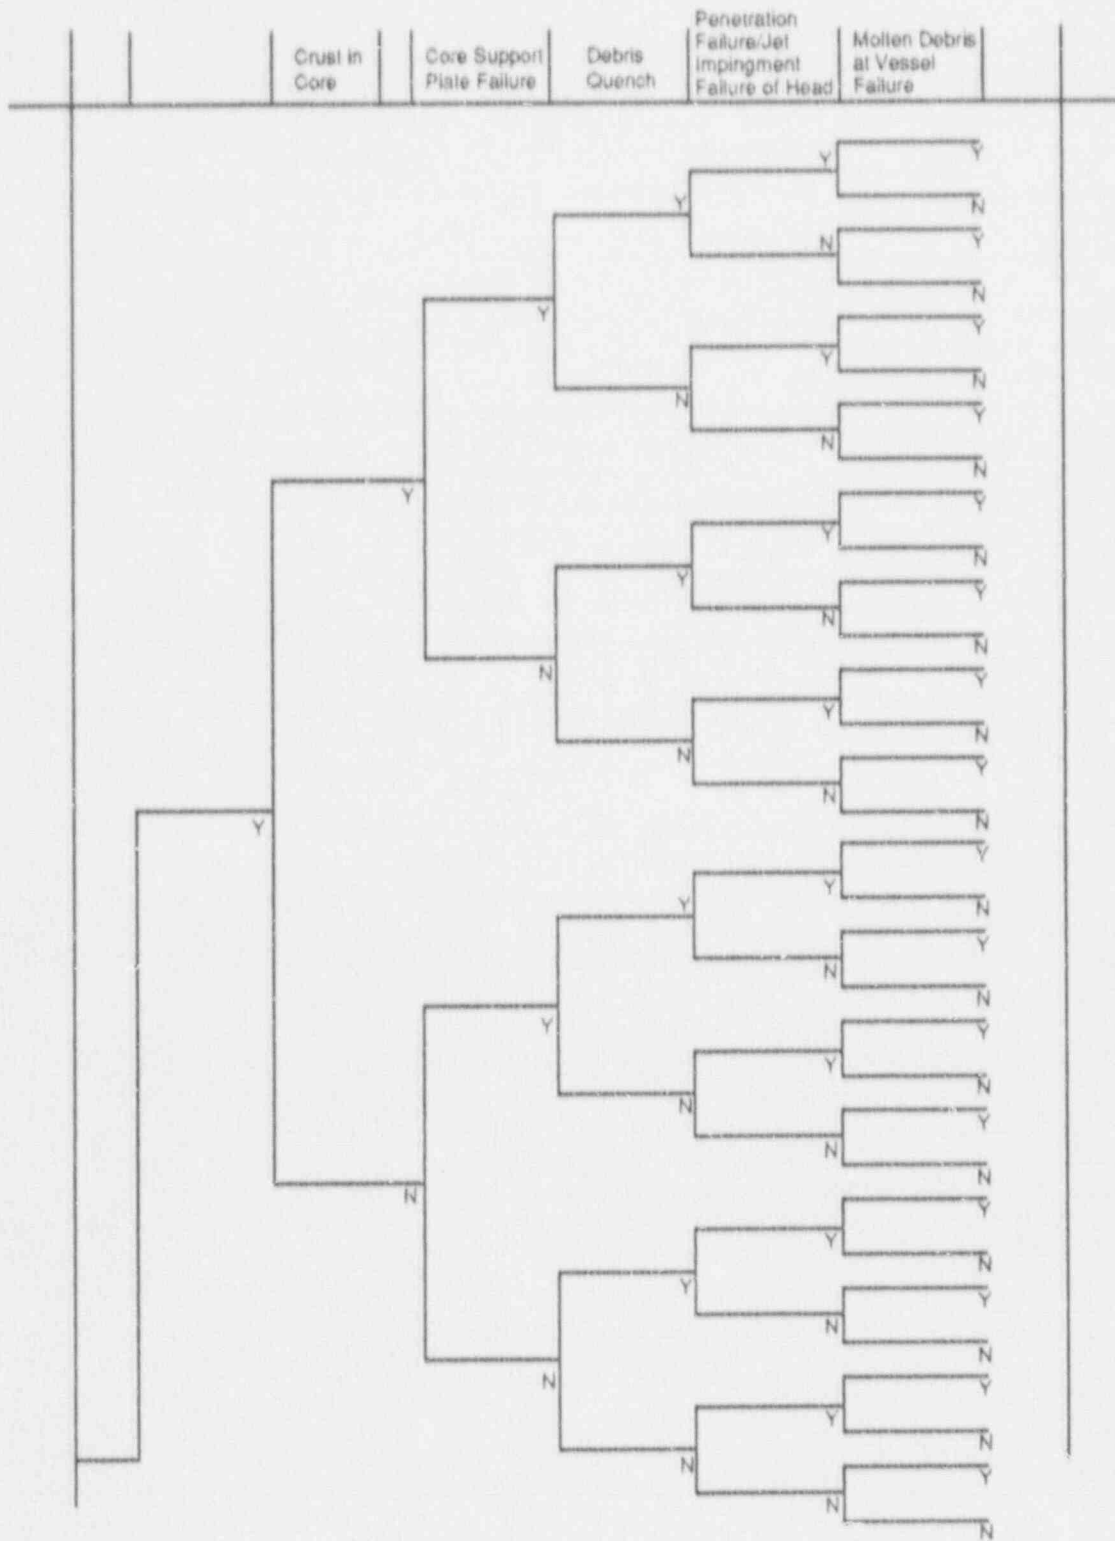 Crust in
Core
Core Support
Plate Failure
Debris
Quench
Penetration
Failure/Jet
Impingment
Failure of Head
Molten Debris
at Vessel
Failure
Y
Y
Y
N
Y
N
N
Y
Y
Y
N
N
Y
N
N
Y
Y
Y
N
Y
Y
N
N
N
Y
Y
N
N
Y
N
N
Y
Y
Y
Y
N
Y
N
N
Y
Y
Y
N
N
Y
N
N
N
Y
Y
N
Y
Y
N
N
N
Y
Y
N
N
Y
N
N